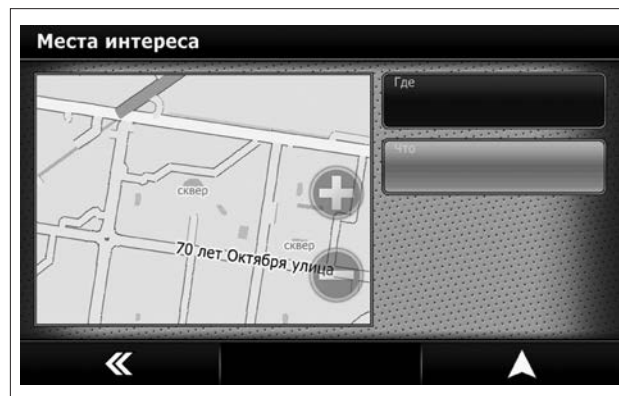 Места интереса
Где
Что
сквер
сквер
70 лет Октября улица